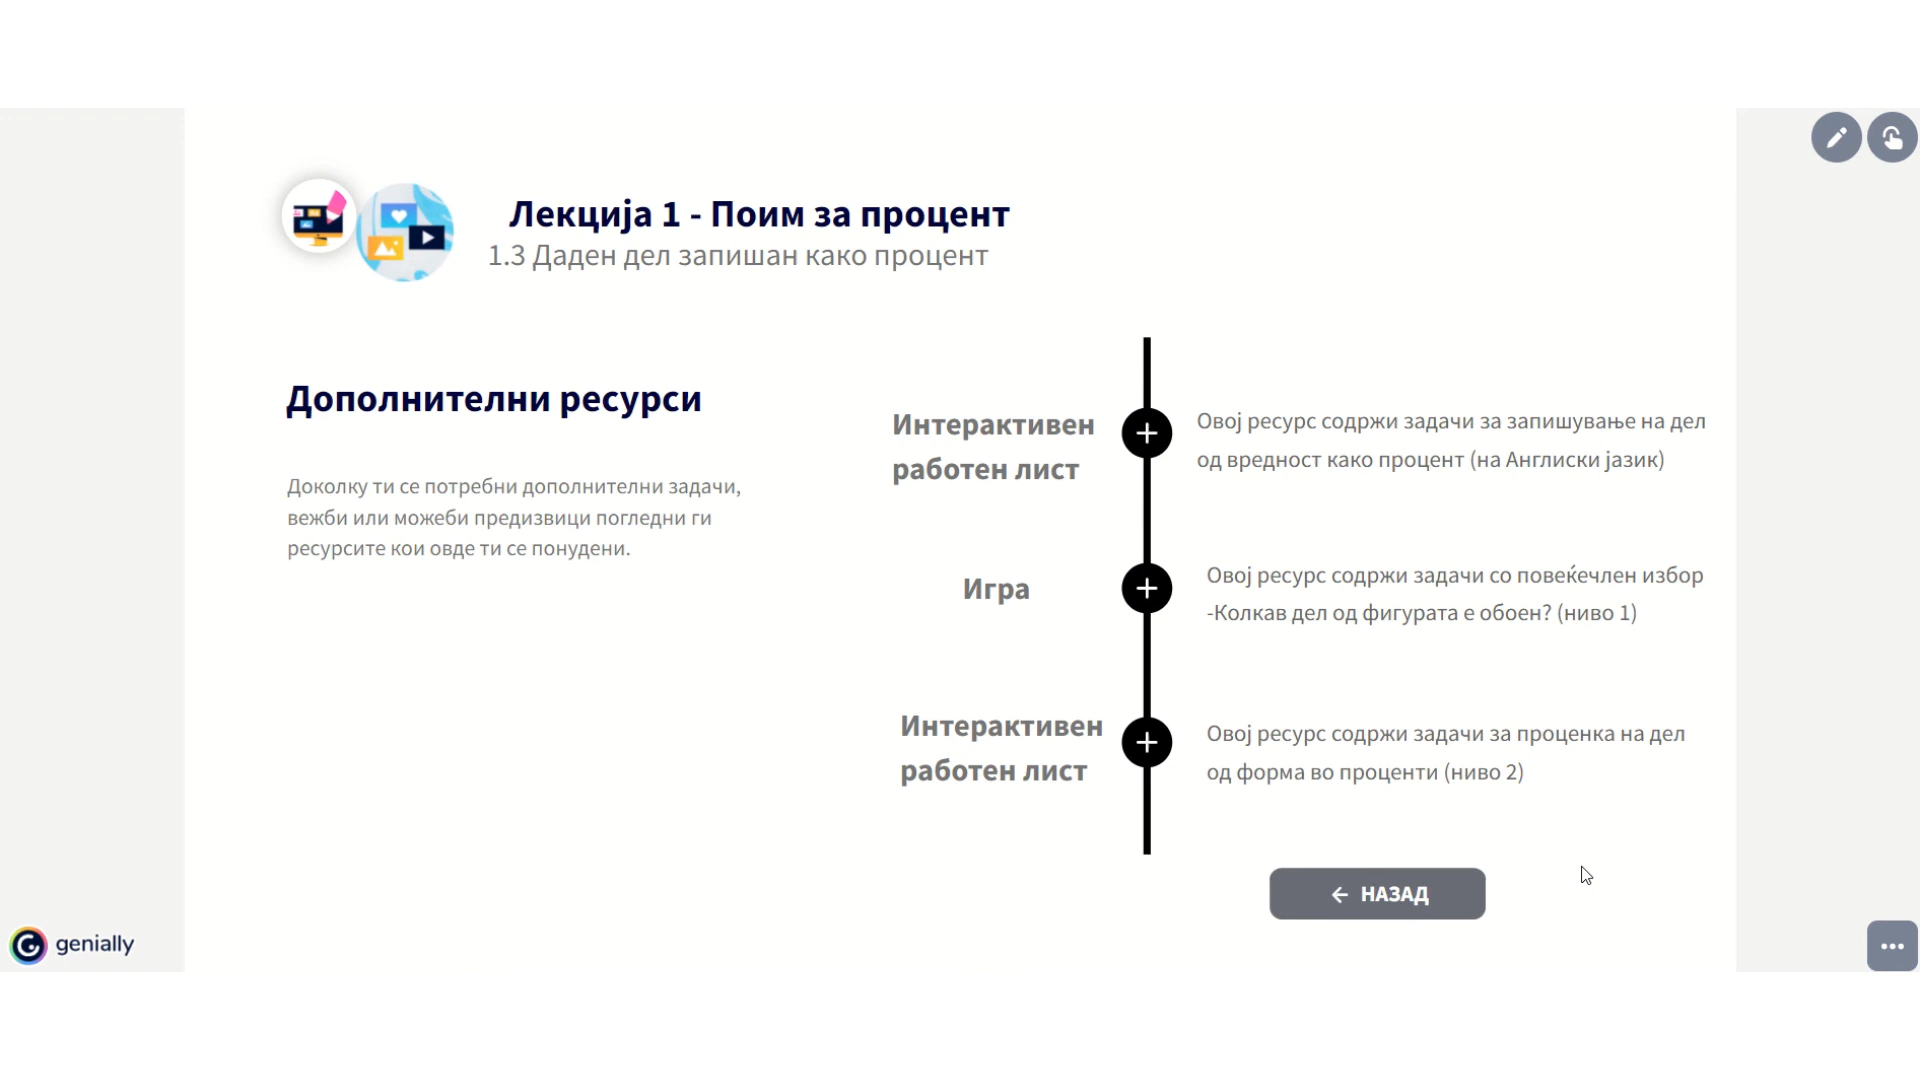 Лекција 1 - Поим за процент
1.3 Даден дел запишан како процент
Дополнителни ресурси
Доколку ти се потребни дополнителни задачи,
вежби или можеби предизвици погледни ги
ресурсите кои овде ти се понудени.
Интерактивен
работен лист
Овој ресурс содржи задачи за запишување на дел
од вредност како процент (на Англиски јазик)
Игра
Овој ресурс содржи задачи со повеќечлен избор
-Колкав дел од фигурата е обоен? (ниво 1)
Интерактивен
работен лист
Овој ресурс содржи задачи за проценка на дел
од форма во проценти (ниво 2)
НАЗАД
genially